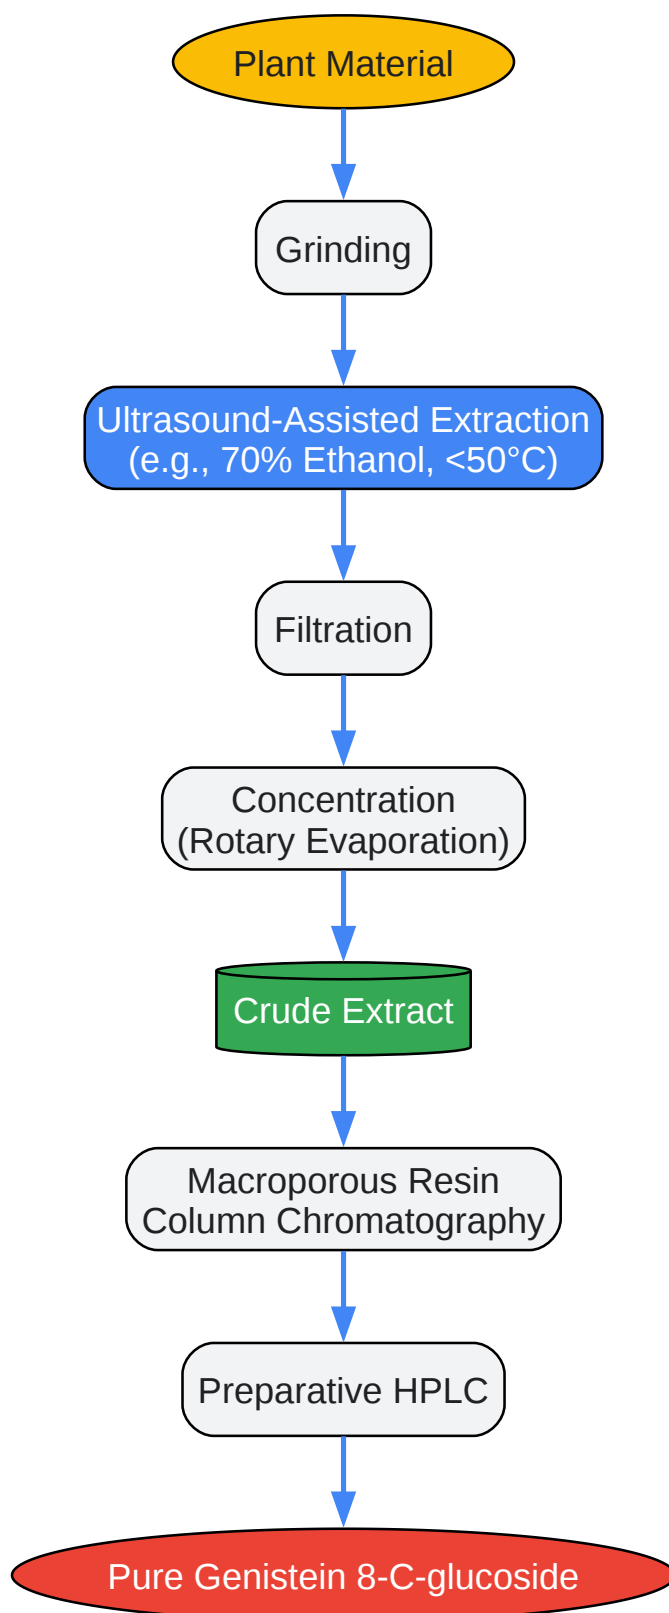 Plant Material
Grinding
Ultrasound-Assisted Extraction
(e.g., 70% Ethanol, <50°C)
Filtration
Concentration
(Rotary Evaporation)
Crude Extract
Macroporous Resin
Column Chromatography
Preparative HPLC
Pure Genistein 8-C-glucoside